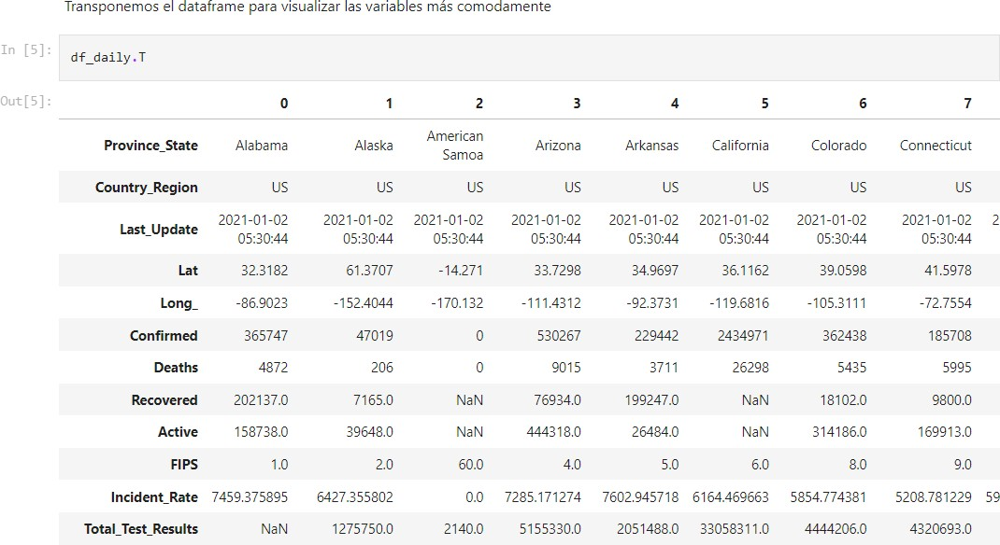 Transponemos el dataframe para visualizar las variables más comodamente
In [5]:
df_daily.T
Out[5]:
0 1 2 3 4 5 6 7
Province_State Alabama Alaska American Samoa Arizona Arkansas California Colorado Connecticut
Country_Region US US US US US US US US
Last_Update 2021-01-02 05:30:44 2021-01-02 05:30:44 2021-01-02 05:30:44 2021-01-02 05:30:44 2021-01-02 05:30:44 2021-01-02 05:30:44 2021-01-02 05:30:44 2021-01-02 05:30:44 2
Lat 32.3182 61.3707 -14.271 33.7298 34.9697 36.1162 39.0598 41.5978
Long_ -86.9023 -152.4044 -170.132 -111.4312 -92.3731 -119.6816 -105.3111 -72.7554
Confirmed 365747 47019 0 530267 229442 2434971 362438 185708
Deaths 4872 206 0 9015 3711 26298 5435 5995
Recovered 202137.0 7165.0 NaN 76934.0 199247.0 NaN 18102.0 9800.0
Active 158738.0 39648.0 NaN 444318.0 26484.0 NaN 314186.0 169913.0
FIPS 1.0 2.0 60.0 4.0 5.0 6.0 8.0 9.0
Incident_Rate 7459.375895 6427.355802 0.0 7285.171274 7602.945718 6164.469663 5854.774381 5208.781229 59
Total_Test_Results NaN 1275750.0 2140.0 5155330.0 2051488.0 33058311.0 4444206.0 4320693.0